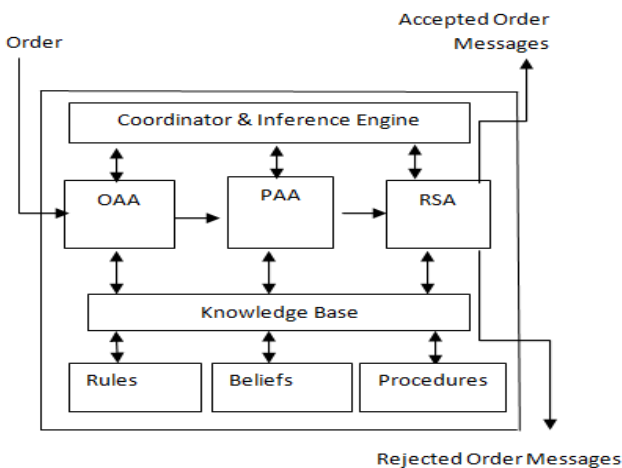 Accepted Order
Messages
Order
Coordinator & Inference Engine
OAA
PAA
RSA
Knowledge Base
Rules
Beliefs
Procedures
Rejected Order Messages